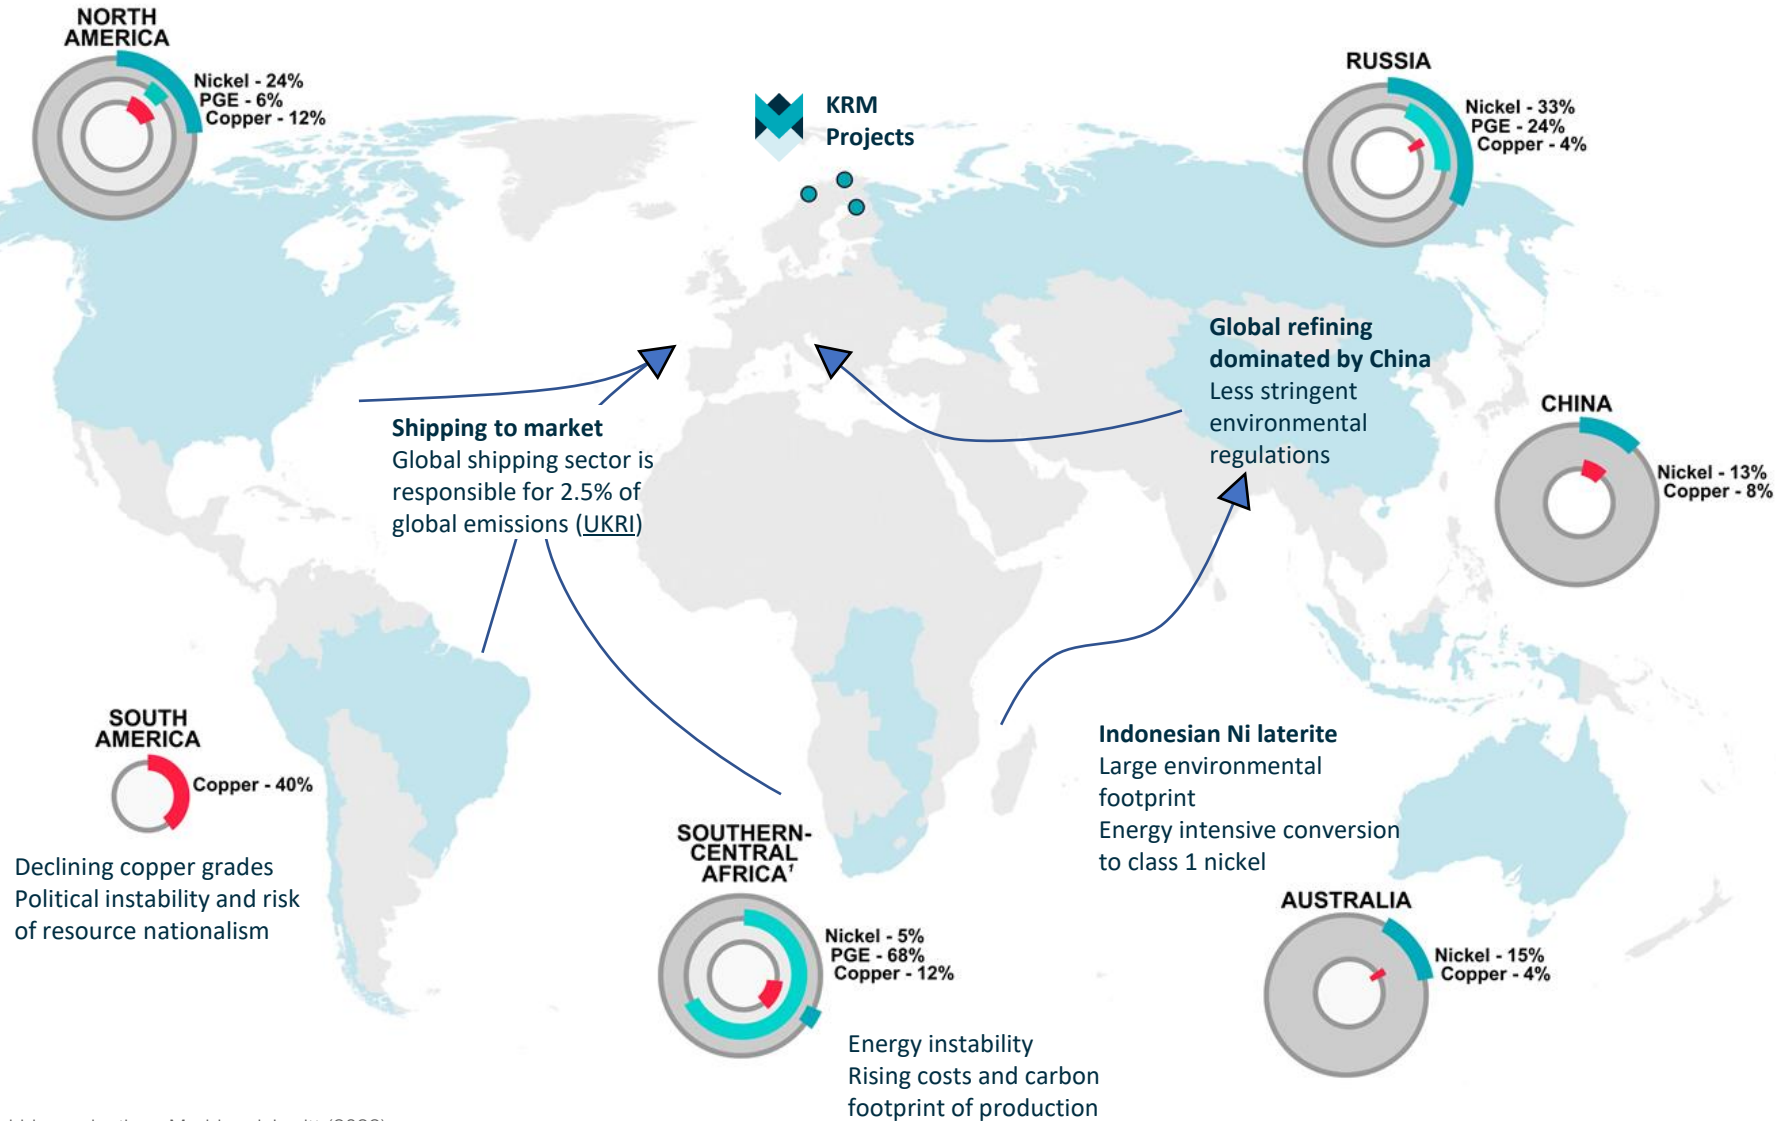 NORTH
AMERICA
Nickel - 24%
PGE - 6%
Copper - 12%
KRM
Projects
RUSSIA
Nickel - 33%
PGE - 24%
Copper - 4%
Global refining
dominated by China
Less stringent
environmental
regulations
CHINA
Nickel - 13%
Copper - 8%
Shipping to market
Global shipping sector is
responsible for 2.5% of
global emissions (UKRI)
SOUTH
AMERICA
Copper - 40%
Declining copper grades
Political instability and risk
of resource nationalism
SOUTHERN-
CENTRAL
AFRICA¹
Nickel - 5%
PGE - 68%
Copper - 12%
Energy instability
Rising costs and carbon
footprint of production
Indonesian Ni laterite
Large environmental
footprint
Energy intensive conversion
to class 1 nickel
AUSTRALIA
Nickel - 15%
Copper - 4%